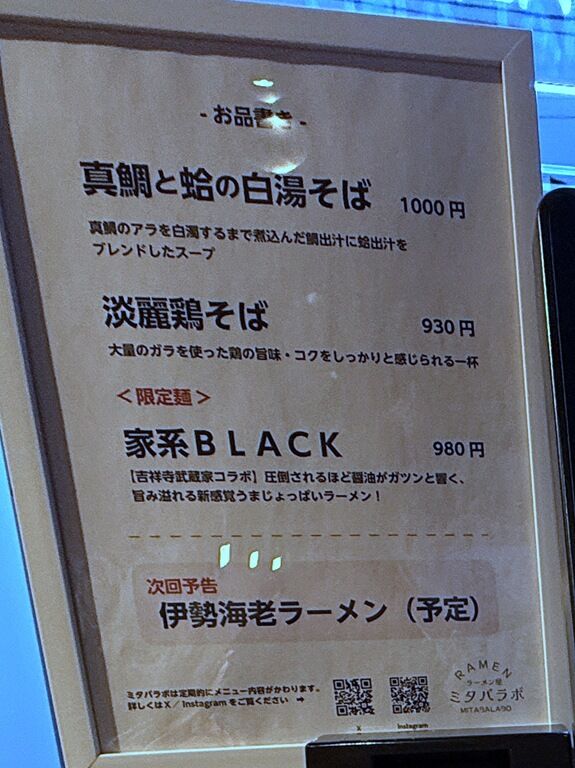 - お品書き -
真鯛と蛤の白湯そば 1000円
真鯛のアラを白濁するまで煮込んだ鯛出汁に蛤出汁を
ブレンドしたスープ
淡麗鶏そば 930円
大量のガラを使った鶏の旨味・コクをしっかりと感じられる一杯
＜限定麺＞
家系BLACK 980円
【吉祥寺武蔵家コラボ】圧倒されるほど醤油がガツンと響く、
旨み溢れる新感覚うまじょっぱいラーメン！
次回予告
伊勢海老ラーメン（予定）
ミタバラボは定期的にメニュー内容がかわります。
詳しくはX／Instagramをご覧ください →
X
Instagram
RAMEN
ラーメン屋
ミタバラボ
MITABALABO